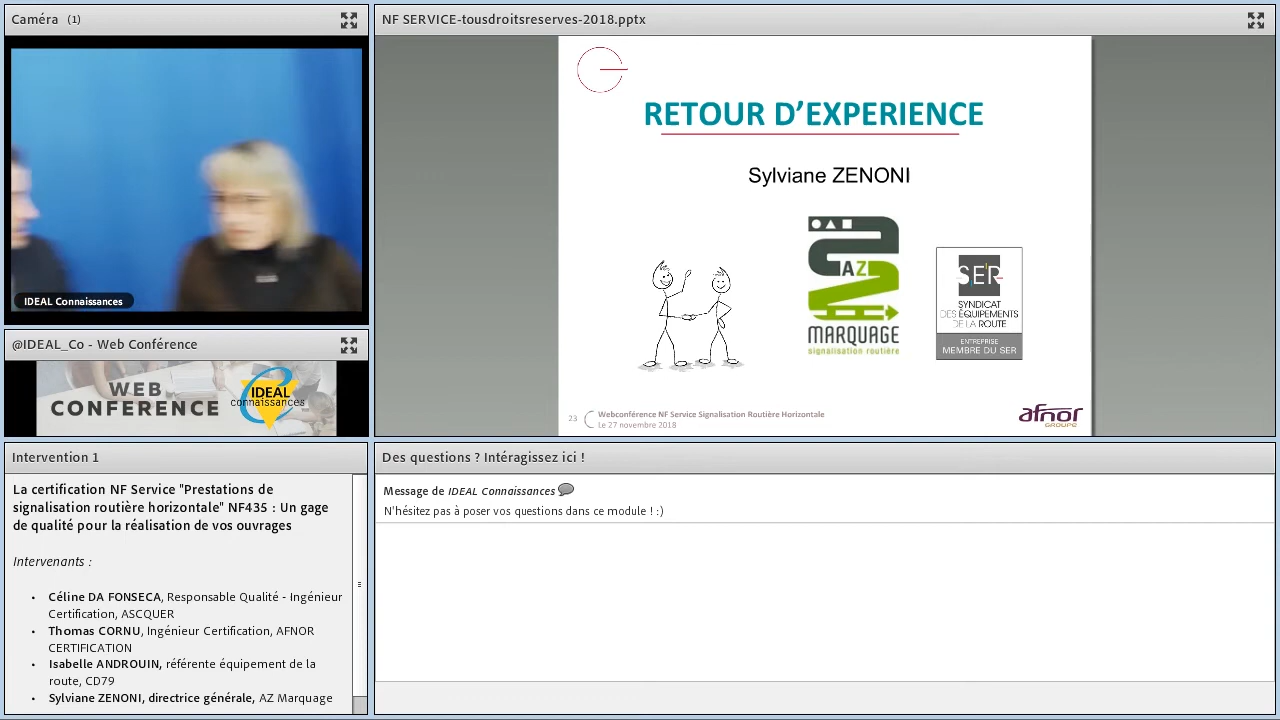 Caméra (1)
IDEAL Connaissances
@IDEAL_Co - Web Conférence
WEB
CONFERENCE
IDEAL
connaissances
Intervention 1
La certification NF Service "Prestations de
signalisation routière horizontale" NF435 : Un gage
de qualité pour la réalisation de vos ouvrages
Intervenants :
• Céline DA FONSECA, Responsable Qualité - Ingénieur
Certification, ASCQUER
• Thomas CORNU, Ingénieur Certification, AFNOR
CERTIFICATION
• Isabelle ANDROUIN, référente équipement de la
route, CD79
• Sylviane ZENONI, directrice générale, AZ Marquage
NF SERVICE-tousdroitsreserves-2018.pptx
RETOUR D'EXPERIENCE
Sylviane ZENONI
AZ
MARQUAGE
signalisation routière
SER
SYNDICAT
DES ÉQUIPEMENTS
DE LA ROUTE
ENTREPRISE
MEMBRE DU SER
23
Webconférence NF Service Signalisation Routière Horizontale
Le 27 novembre 2018
afnor
GROUPE
Des questions ? Intéragissez ici !
Message de IDEAL Connaissances
N'hésitez pas à poser vos questions dans ce module ! :)